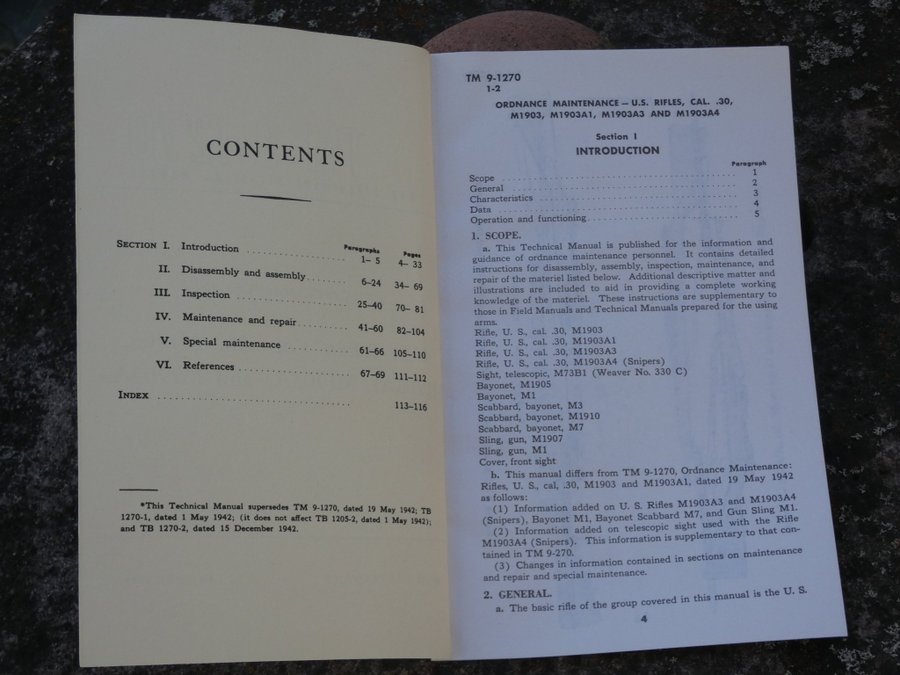 CONTENTS
Paragraphs Pages
SECTION I. Introduction 1– 5 4– 33
II. Disassembly and assembly 6–24 34– 69
III. Inspection 25–40 70– 81
IV. Maintenance and repair 41–60 82–104
V. Special maintenance 61–66 105–110
VI. References 67–69 111–112
INDEX 113–116
*This Technical Manual supersedes TM 9-1270, dated 19 May 1942; TB
1270-1, dated 1 May 1942; (it does not affect TB 1205-2, dated 1 May 1942);
and TB 1270-2, dated 15 December 1942.
TM 9-1270
1-2
ORDNANCE MAINTENANCE — U.S. RIFLES, CAL. .30,
M1903, M1903A1, M1903A3 AND M1903A4
Section I
INTRODUCTION
Paragraph
Scope 1
General 2
Characteristics 3
Data 4
Operation and functioning 5
1. SCOPE.
a. This Technical Manual is published for the information and
guidance of ordnance maintenance personnel. It contains detailed
instructions for disassembly, assembly, inspection, maintenance, and
repair of the materiel listed below. Additional descriptive matter and
illustrations are included to aid in providing a complete working
knowledge of the materiel. These instructions are supplementary to
those in Field Manuals and Technical Manuals prepared for the using
arms.
Rifle, U. S., cal. .30, M1903
Rifle, U. S., cal. .30, M1903A1
Rifle, U. S., cal. .30, M1903A3
Rifle, U. S., cal. .30, M1903A4 (Snipers)
Sight, telescopic, M73B1 (Weaver No. 330 C)
Bayonet, M1905
Bayonet, M1
Scabbard, bayonet, M3
Scabbard, bayonet, M1910
Scabbard, bayonet, M7
Sling, gun, M1907
Sling, gun, M1
Cover, front sight
b. This manual differs from TM 9-1270, Ordnance Maintenance:
Rifles, U. S., cal, .30, M1903 and M1903A1, dated 19 May 1942
as follows:
(1) Information added on U. S. Rifles M1903A3 and M1903A4
(Snipers), Bayonet M1, Bayonet Scabbard M7, and Gun Sling M1.
(2) Information added on telescopic sight used with the Rifle
M1903A4 (Snipers). This information is supplementary to that con-
tained in TM 9-270.
(3) Changes in information contained in sections on maintenance
and repair and special maintenance.
2. GENERAL.
a. The basic rifle of the group covered in this manual is the U. S.
4